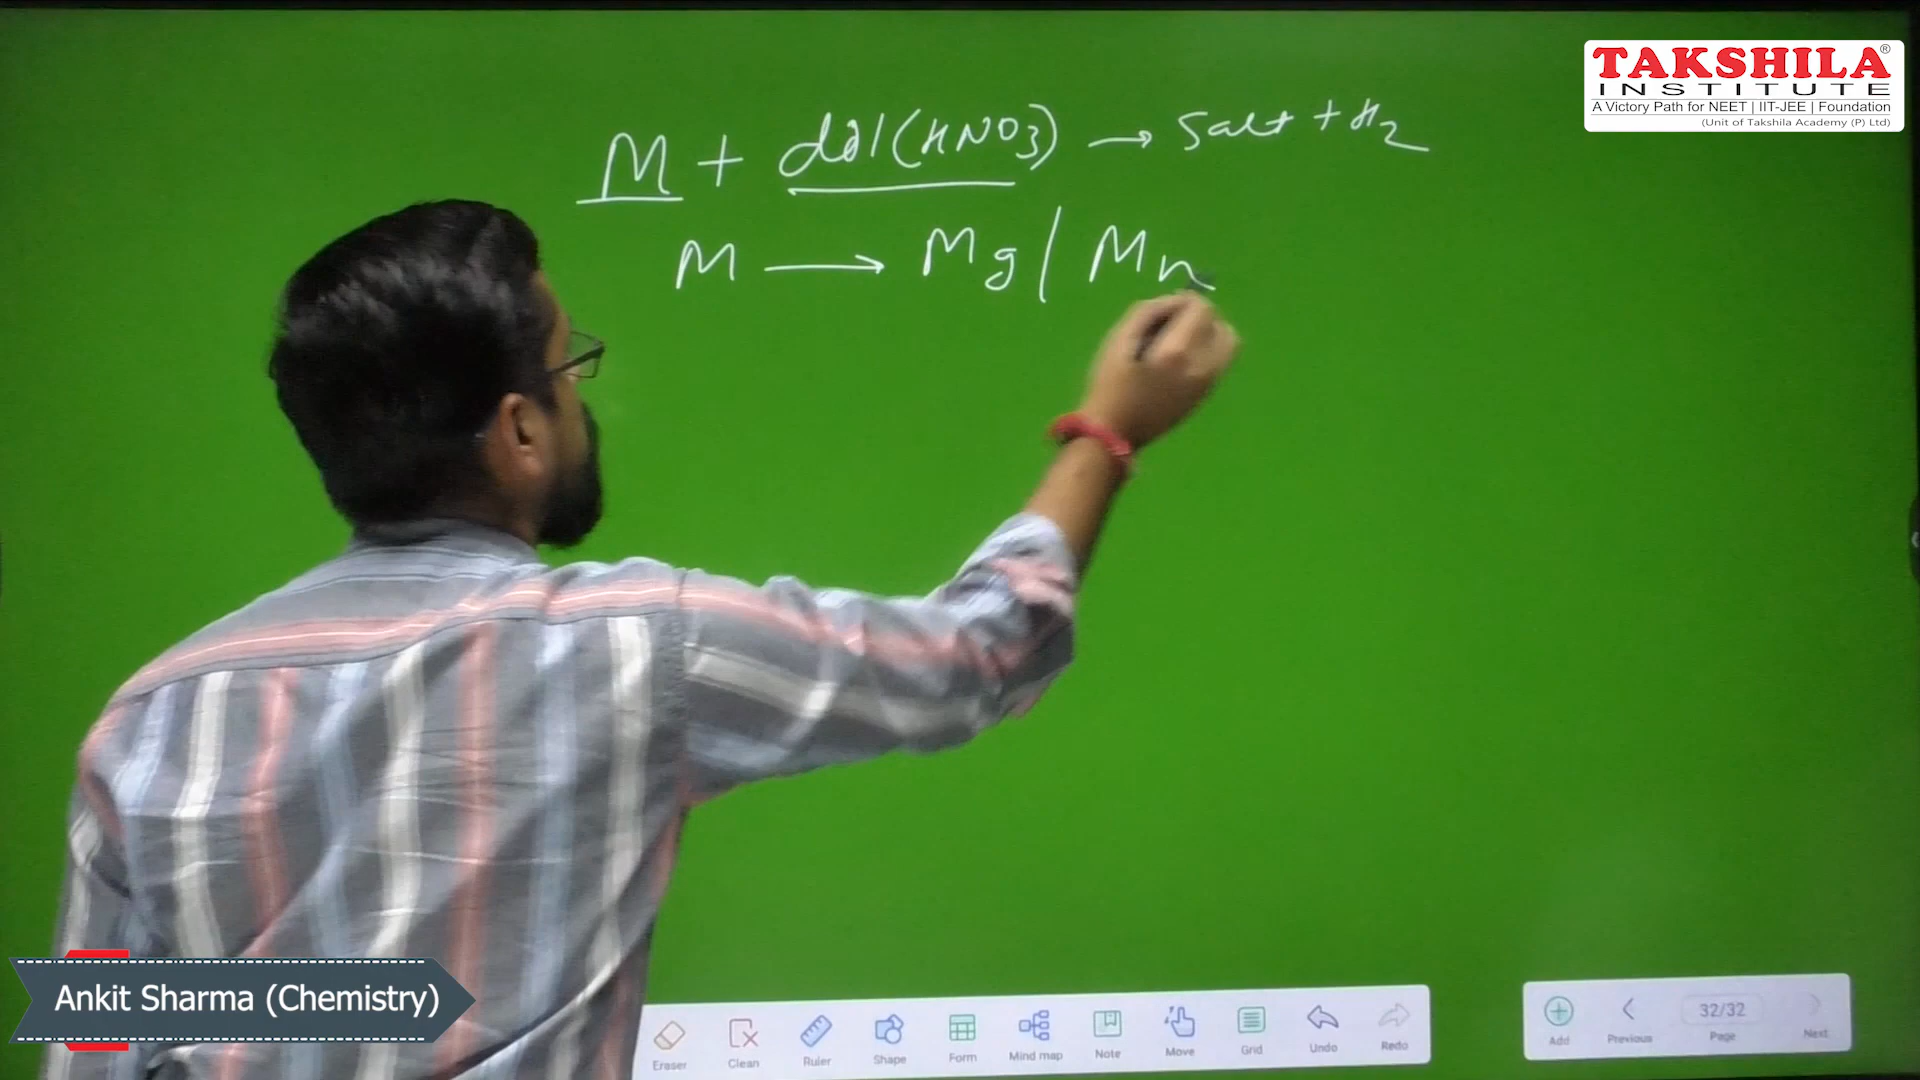 TAKSHILA®
INSTITUTE
A Victory Path for NEET | IIT-JEE | Foundation
(Unit of Takshila Academy (P) Ltd)
M + dil(HNO3) → Salt + H2
M → Mg / Mn
Ankit Sharma (Chemistry)
Eraser Clean Ruler Shape Form Mind map Note Move Grid Undo Redo
32/32
Add Previous Page Next